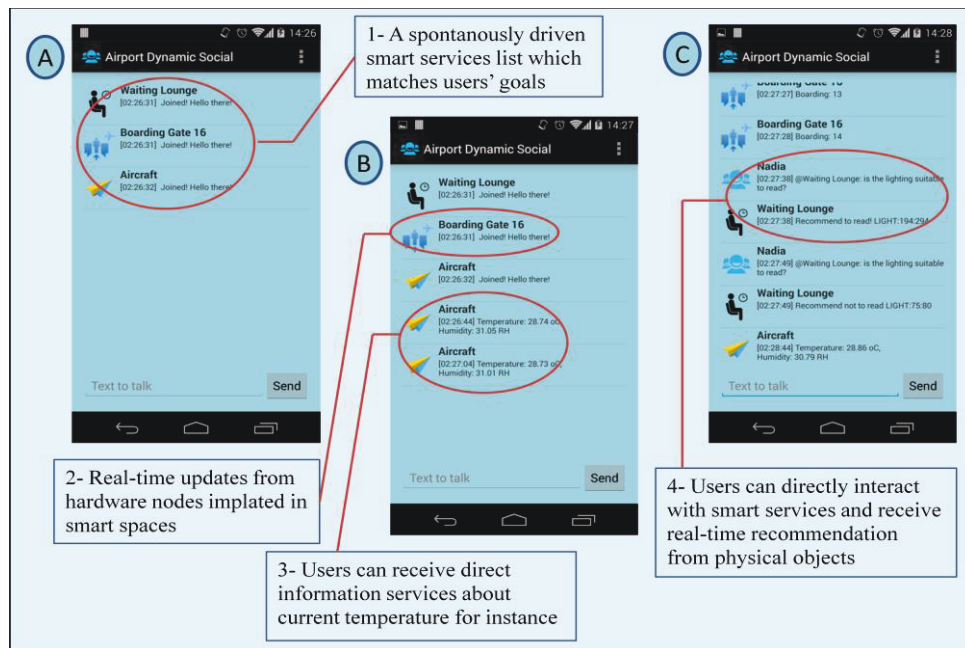 A
14:26
Airport Dynamic Social
Waiting Lounge
[02:26:31] Joined! Hello there!
Boarding Gate 16
[02:26:31] Joined! Hello there!
Aircraft
[02:26:32] Joined! Hello there!
Text to talk
Send
1- A spontanously driven
smart services list which
matches users' goals
B
14:27
Airport Dynamic Social
Waiting Lounge
[02:26:31] Joined! Hello there!
Boarding Gate 16
[02:26:31] Joined! Hello there!
Aircraft
[02:26:32] Joined! Hello there!
Aircraft
[02:26:44] Temperature: 28.74 oC,
Humidity: 31.05 RH
Aircraft
[02:27:04] Temperature: 28.73 oC,
Humidity: 31.01 RH
Text to talk
Send
C
14:28
Airport Dynamic Social
Boarding Gate 16
[02:27:27] Boarding: 13
Boarding Gate 16
[02:27:28] Boarding: 14
Nadia
[02:27:38] @Waiting Lounge: is the lighting suitable
to read?
Waiting Lounge
[02:27:38] Recommend to read! LIGHT:194:294
Nadia
[02:27:49] @Waiting Lounge: is the lighting suitable
to read?
Waiting Lounge
[02:27:49] Recommend not to read LIGHT:75:80
Aircraft
[02:28:44] Temperature: 28.86 oC,
Humidity: 30.79 RH
Text to talk
Send
2- Real-time updates from
hardware nodes implated in
smart spaces
3- Users can receive direct
information services about
current temperature for instance
4- Users can directly interact
with smart services and receive
real-time recommendation
from physical objects